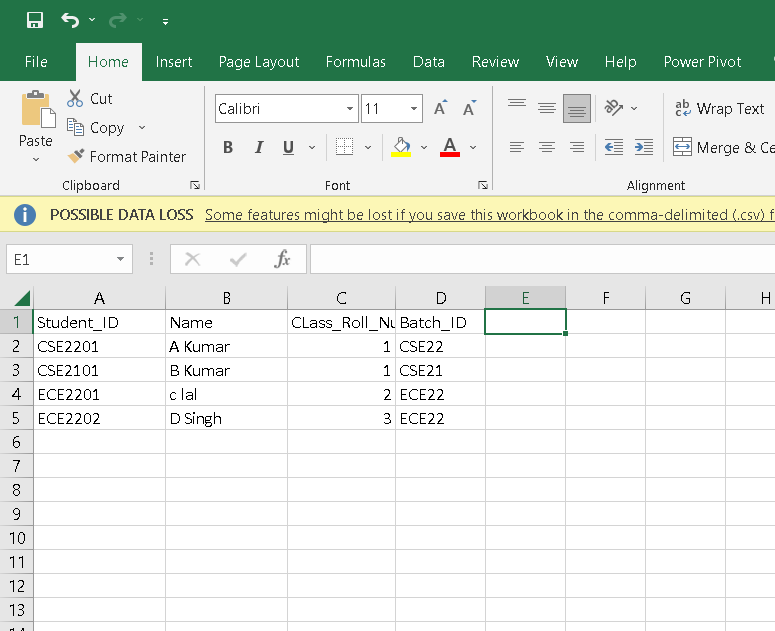 File Home Insert Page Layout Formulas Data Review View Help Power Pivot
Cut
Copy
Format Painter
Paste
Clipboard
Calibri 11 A A
B I U A
Font
ab Wrap Text
Merge & Ce
Alignment
POSSIBLE DATA LOSS Some features might be lost if you save this workbook in the comma-delimited (.csv) f
E1 fx
A B C D E F G H
1 Student_ID Name CLass_Roll_Nu Batch_ID
2 CSE2201 A Kumar 1 CSE22
3 CSE2101 B Kumar 1 CSE21
4 ECE2201 c lal 2 ECE22
5 ECE2202 D Singh 3 ECE22
6
7
8
9
10
11
12
13